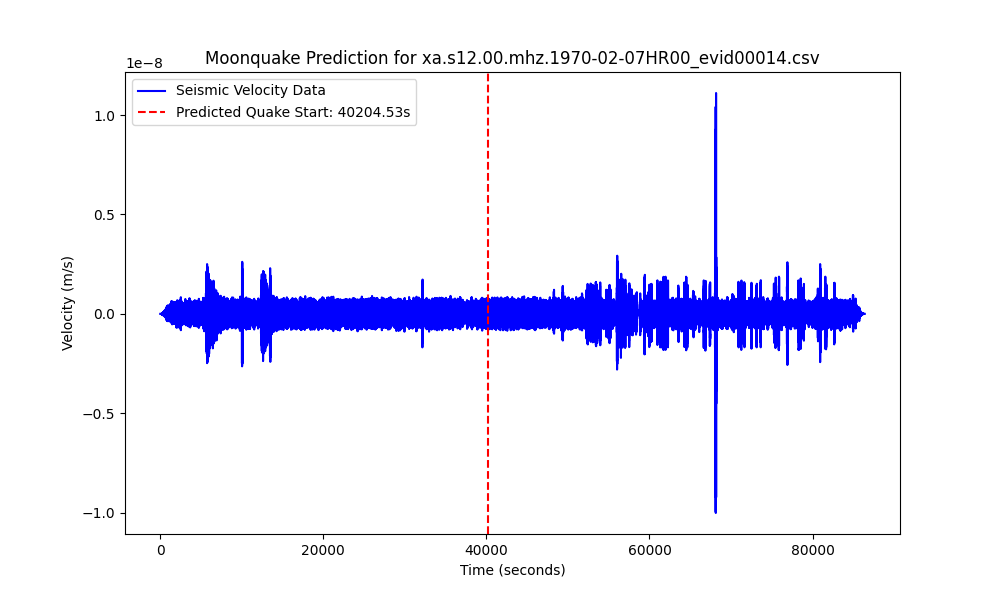 Moonquake Prediction for xa.s12.00.mhz.1970-02-07HR00_evid00014.csv
1e−8
Seismic Velocity Data
Predicted Quake Start: 40204.53s
1.0
0.5
0.0
−0.5
−1.0
Velocity (m/s)
0
20000
40000
60000
80000
Time (seconds)